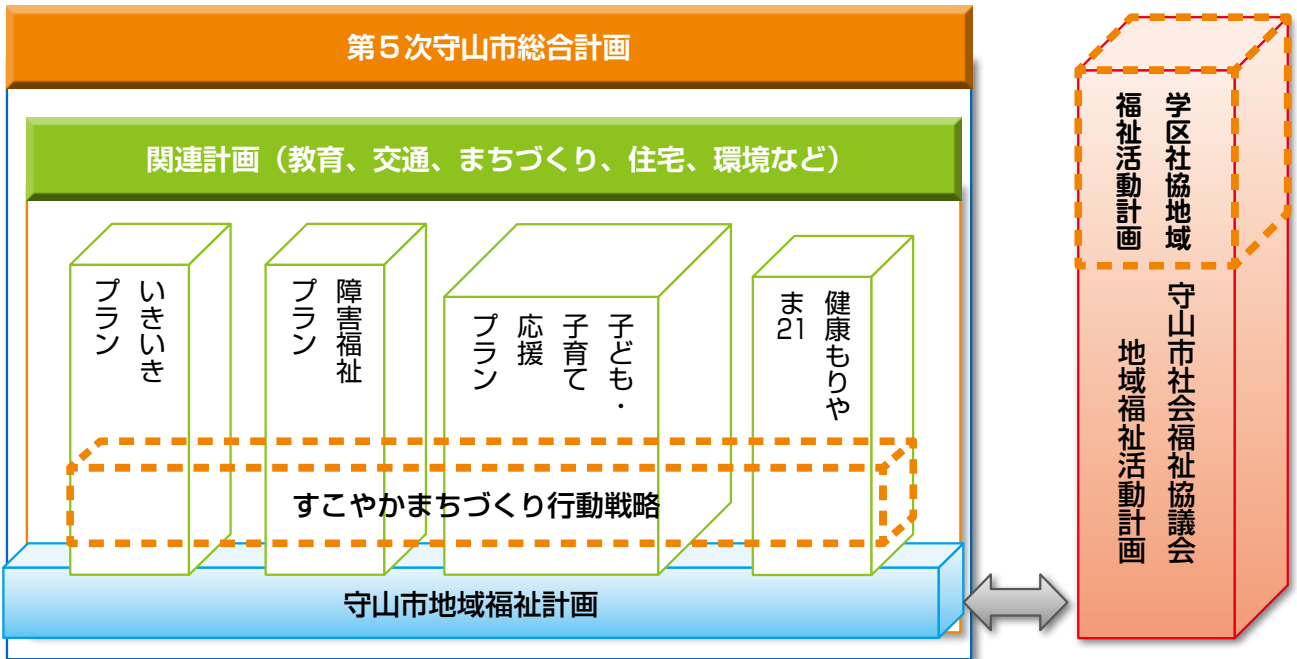 第5次守山市総合計画
関連計画（教育、交通、まちづくり、住宅、環境など）
いきいき
プラン
障害福祉
プラン
子ども・
子育て
応援
プラン
健康もりや
ま21
すこやかまちづくり行動戦略
守山市地域福祉計画
学区社協地域
福祉活動計画
守山市社会福祉協議会
地域福祉活動計画